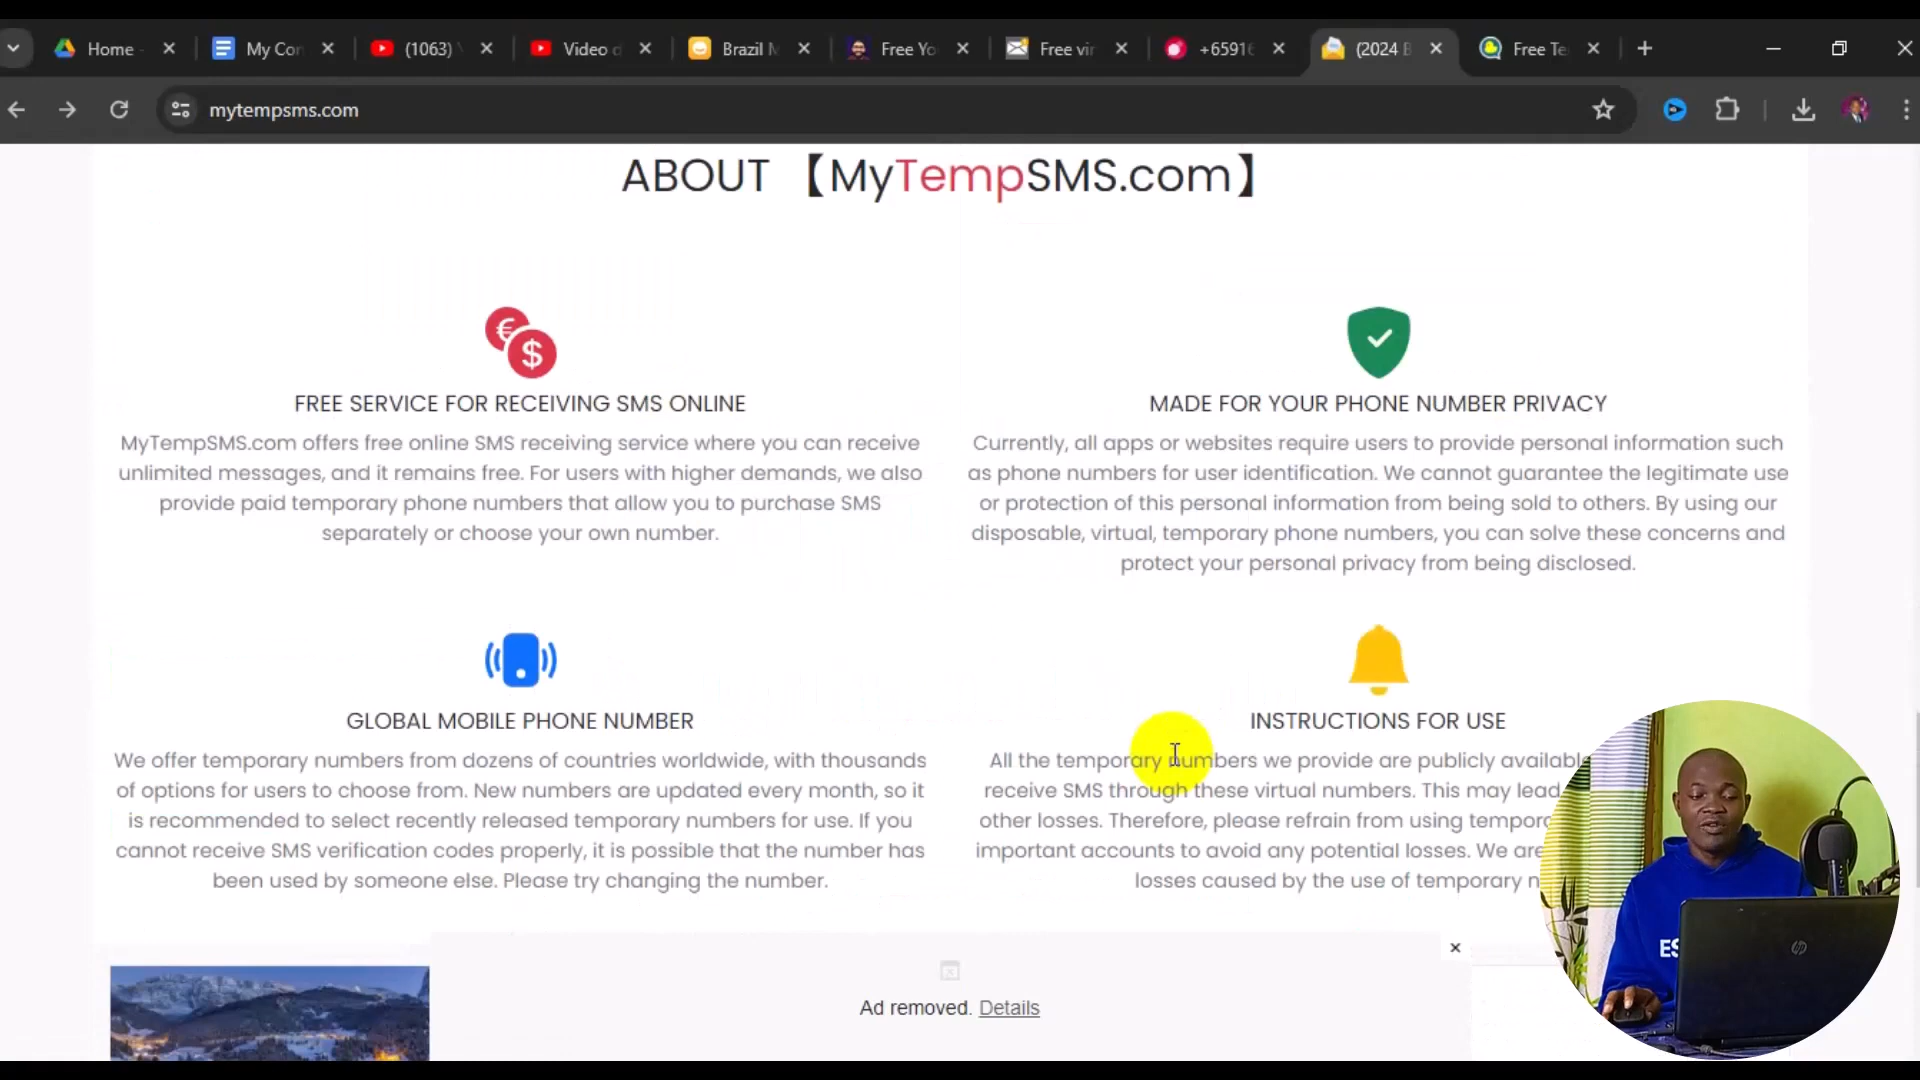 Home
My Co
(1063)
Video
Brazil
Free Yo
Free vir
+6591
(2024
Free Te
mytempsms.com
ABOUT 【MyTempSMS.com】
FREE SERVICE FOR RECEIVING SMS ONLINE
MyTempSMS.com offers free online SMS receiving service where you can receive
unlimited messages, and it remains free. For users with higher demands, we also
provide paid temporary phone numbers that allow you to purchase SMS
separately or choose your own number.
MADE FOR YOUR PHONE NUMBER PRIVACY
Currently, all apps or websites require users to provide personal information such
as phone numbers for user identification. We cannot guarantee the legitimate use
or protection of this personal information from being sold to others. By using our
disposable, virtual, temporary phone numbers, you can solve these concerns and
protect your personal privacy from being disclosed.
GLOBAL MOBILE PHONE NUMBER
We offer temporary numbers from dozens of countries worldwide, with thousands
of options for users to choose from. New numbers are updated every month, so it
is recommended to select recently released temporary numbers for use. If you
cannot receive SMS verification codes properly, it is possible that the number has
been used by someone else. Please try changing the number.
INSTRUCTIONS FOR USE
All the temporary numbers we provide are publicly available
receive SMS through these virtual numbers. This may lead
other losses. Therefore, please refrain from using tempor
important accounts to avoid any potential losses. We are
losses caused by the use of temporary n
Ad removed. Details
ES
hp